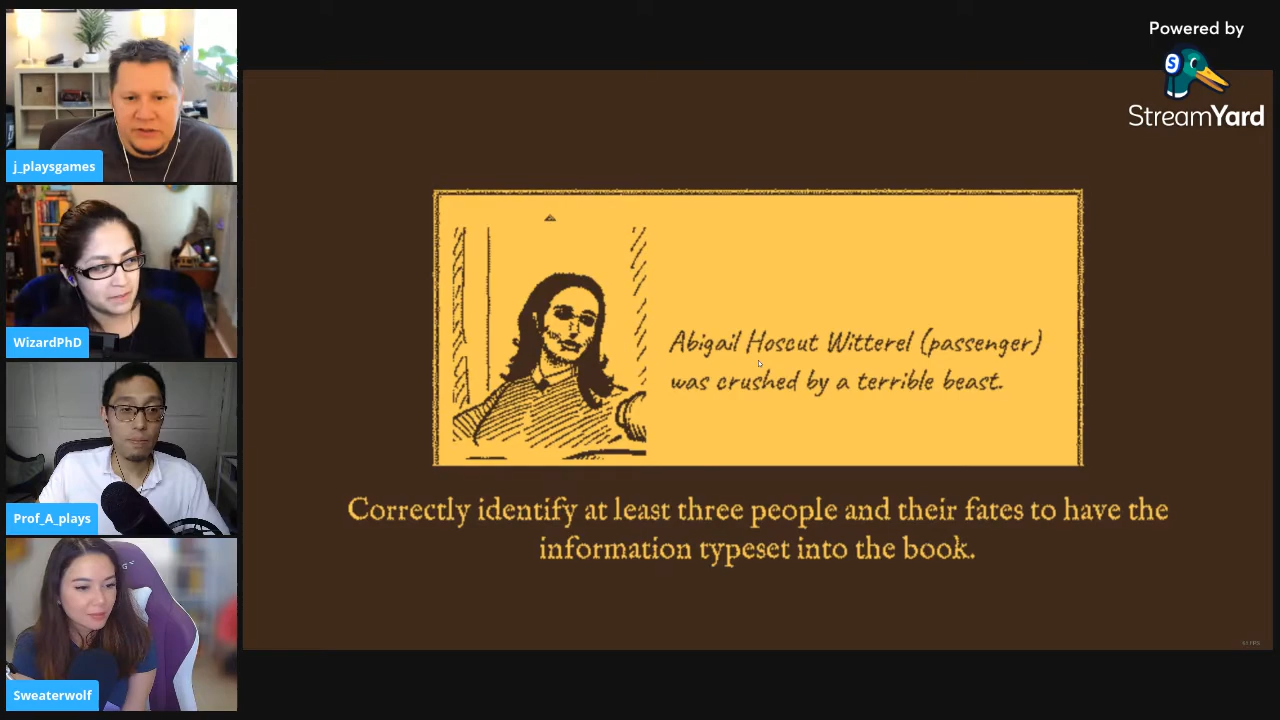 Powered by
StreamYard
j_playsgames
WizardPhD
Prof_A_plays
Sweaterwolf
Abigail Hoscut Witterel (passenger)
was crushed by a terrible beast.
Correctly identify at least three people and their fates to have the
information typeset into the book.